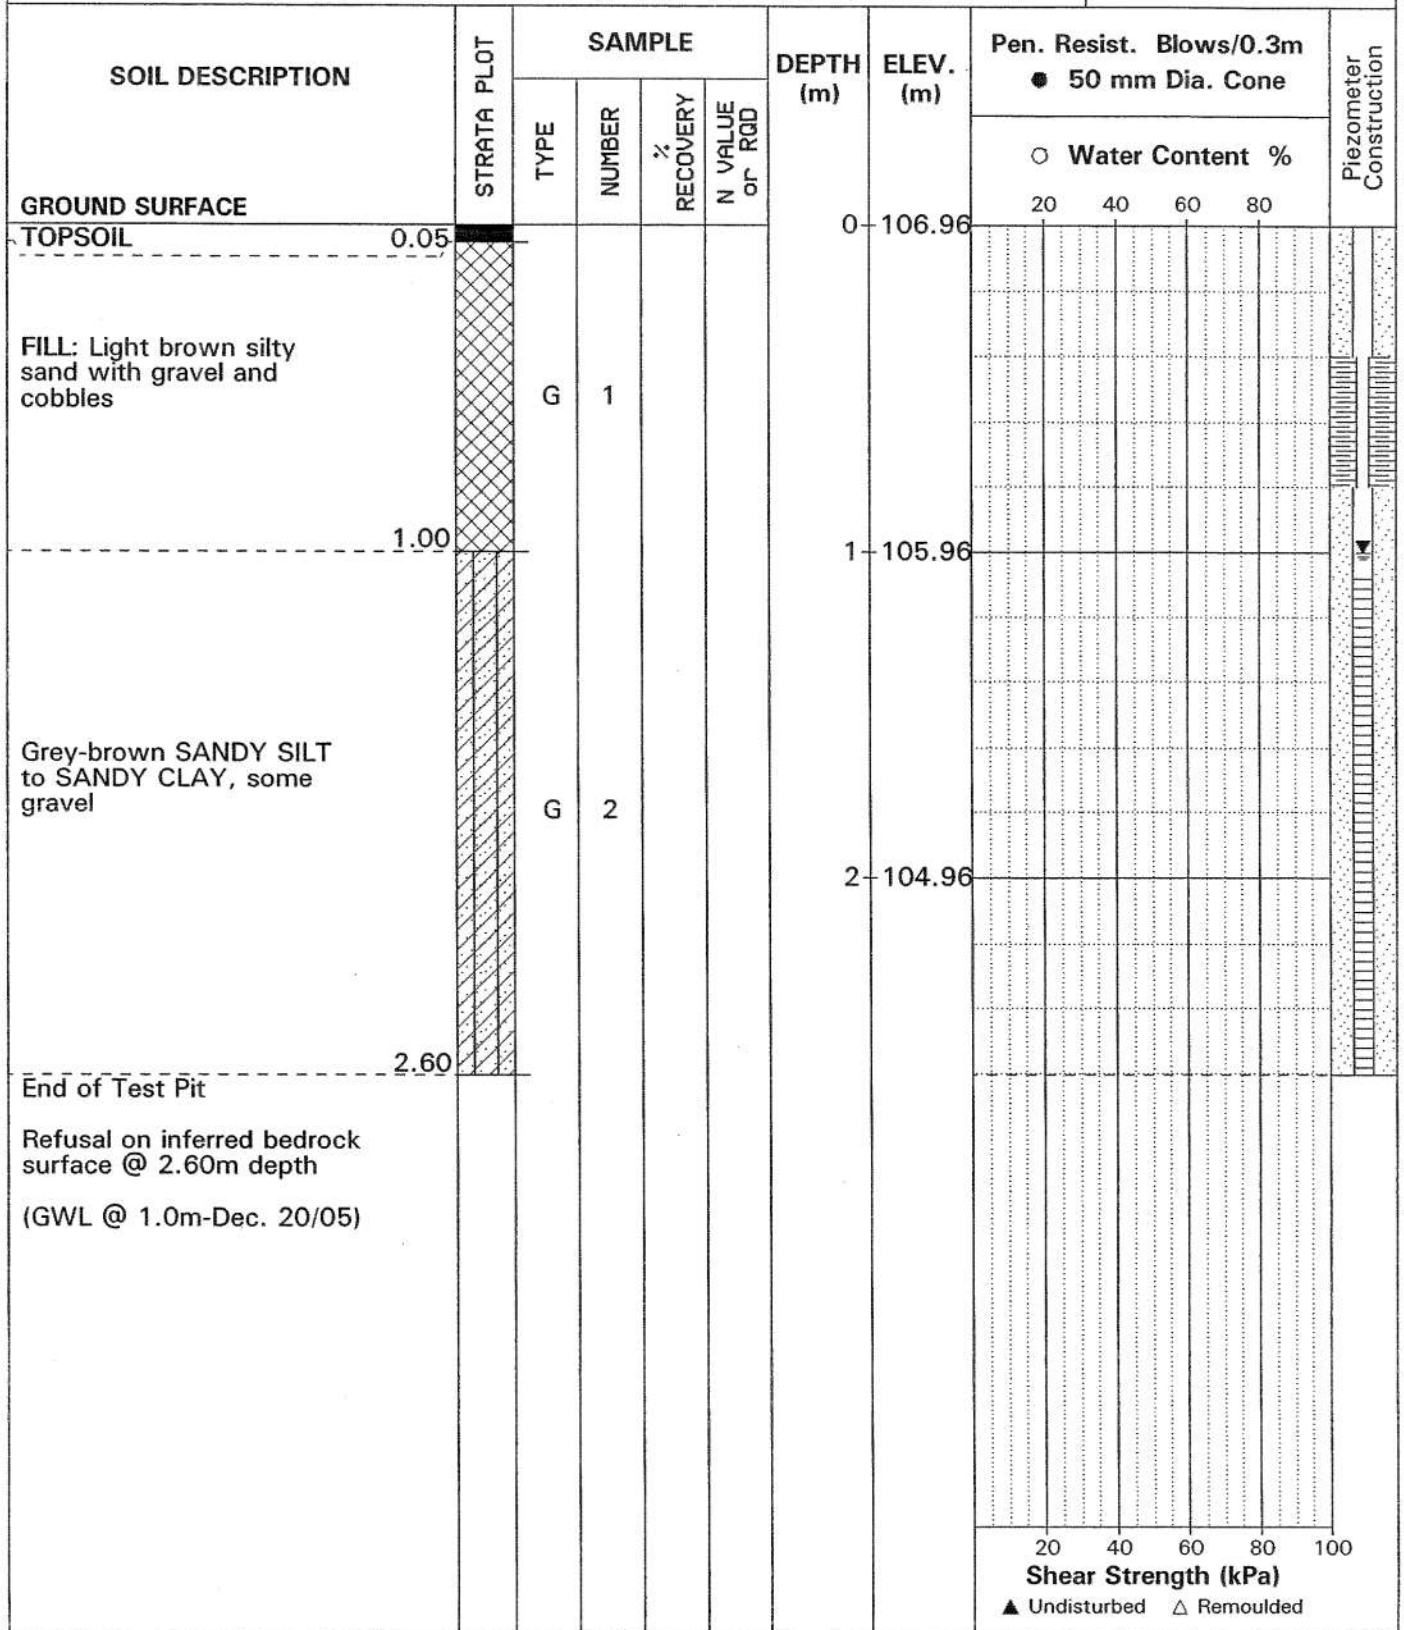 SOIL DESCRIPTION
STRATA PLOT
SAMPLE
TYPE
NUMBER
%
RECOVERY
N VALUE
or RQD
DEPTH
(m)
ELEV.
(m)
Pen. Resist. Blows/0.3m
● 50 mm Dia. Cone
○ Water Content %
20 40 60 80
Piezometer
Construction
GROUND SURFACE
0 106.96
TOPSOIL 0.05
FILL: Light brown silty
sand with gravel and
cobbles
G 1
1.00
1 105.96
Grey-brown SANDY SILT
to SANDY CLAY, some
gravel
G 2
2 104.96
2.60
End of Test Pit
Refusal on inferred bedrock
surface @ 2.60m depth
(GWL @ 1.0m-Dec. 20/05)
20 40 60 80 100
Shear Strength (kPa)
▲ Undisturbed △ Remoulded